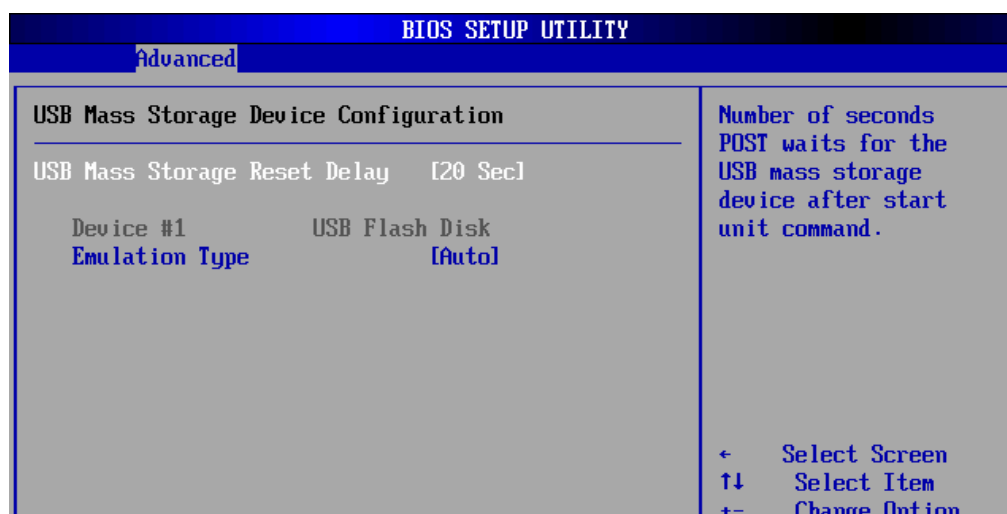 BIOS SETUP UTILITY
Advanced
USB Mass Storage Device Configuration
USB Mass Storage Reset Delay [20 Sec]
Device #1 USB Flash Disk
Emulation Type [Auto]
Number of seconds
POST waits for the
USB mass storage
device after start
unit command.
← Select Screen
↑↓ Select Item
+- Change Option